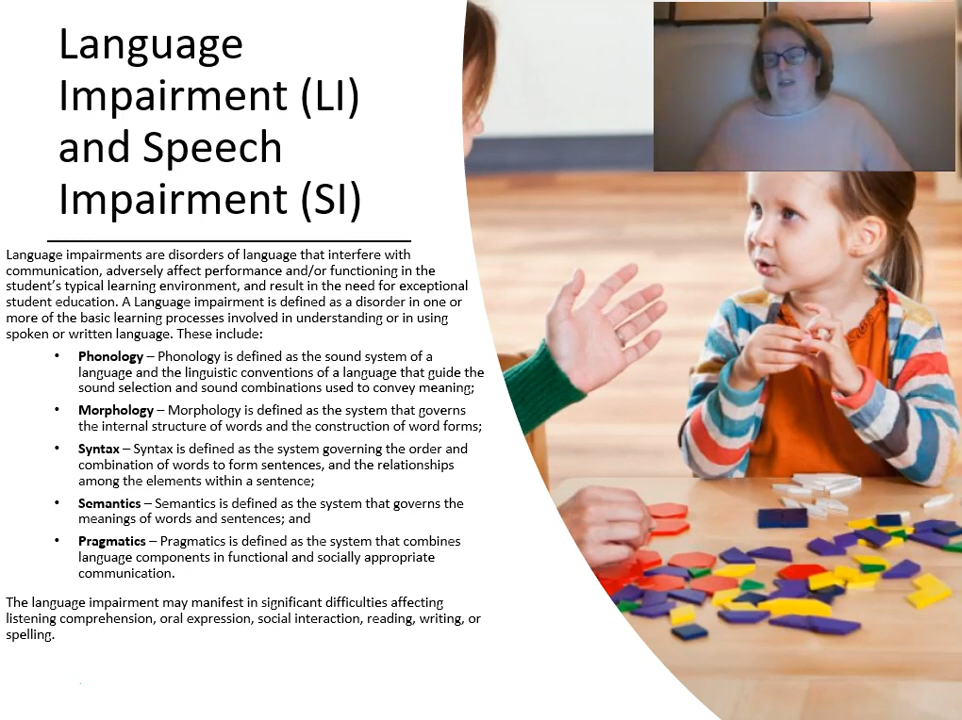 Language
Impairment (LI)
and Speech
Impairment (SI)
Language impairments are disorders of language that interfere with
communication, adversely affect performance and/or functioning in the
student's typical learning environment, and result in the need for exceptional
student education. A Language impairment is defined as a disorder in one or
more of the basic learning processes involved in understanding or in using
spoken or written language. These include:
• Phonology – Phonology is defined as the sound system of a
language and the linguistic conventions of a language that guide the
sound selection and sound combinations used to convey meaning;
• Morphology – Morphology is defined as the system that governs
the internal structure of words and the construction of word forms;
• Syntax – Syntax is defined as the system governing the order and
combination of words to form sentences, and the relationships
among the elements within a sentence;
• Semantics – Semantics is defined as the system that governs the
meanings of words and sentences; and
• Pragmatics – Pragmatics is defined as the system that combines
language components in functional and socially appropriate
communication.
The language impairment may manifest in significant difficulties affecting
listening comprehension, oral expression, social interaction, reading, writing, or
spelling.